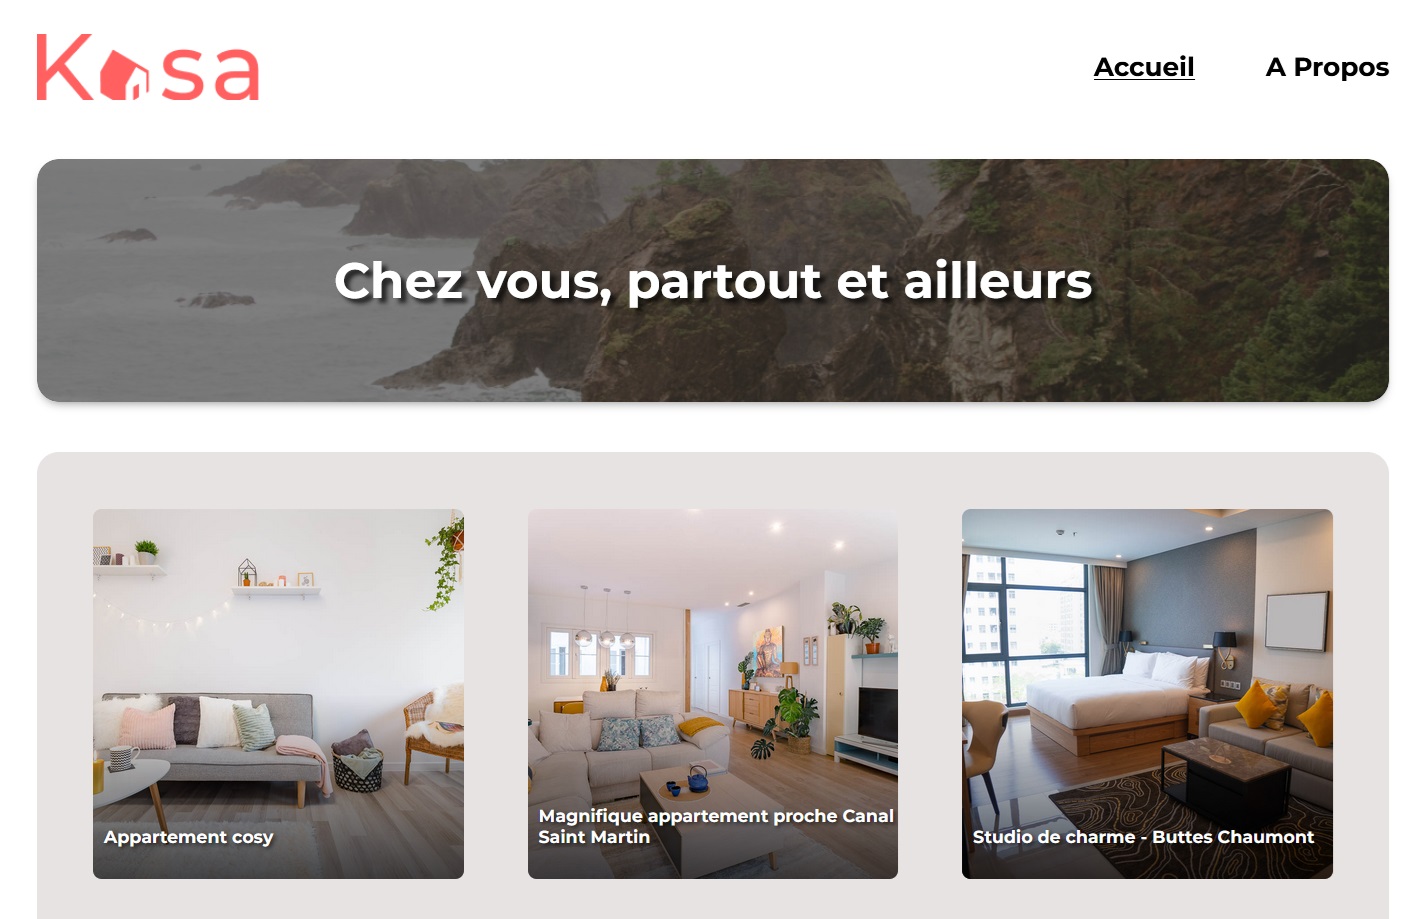 Kasa
Accueil
A Propos
Chez vous, partout et ailleurs
Appartement cosy
Magnifique appartement proche Canal
Saint Martin
Studio de charme - Buttes Chaumont